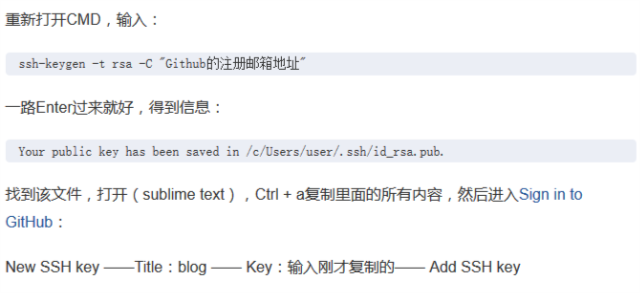 重新打开CMD，输入：
ssh-keygen -t rsa -C "Github的注册邮箱地址"
一路Enter过来就好，得到信息：
Your public key has been saved in /c/Users/user/.ssh/id_rsa.pub.
找到该文件，打开（sublime text），Ctrl + a复制里面的所有内容，然后进入Sign in to
GitHub：
New SSH key ——Title：blog —— Key：输入刚才复制的—— Add SSH key